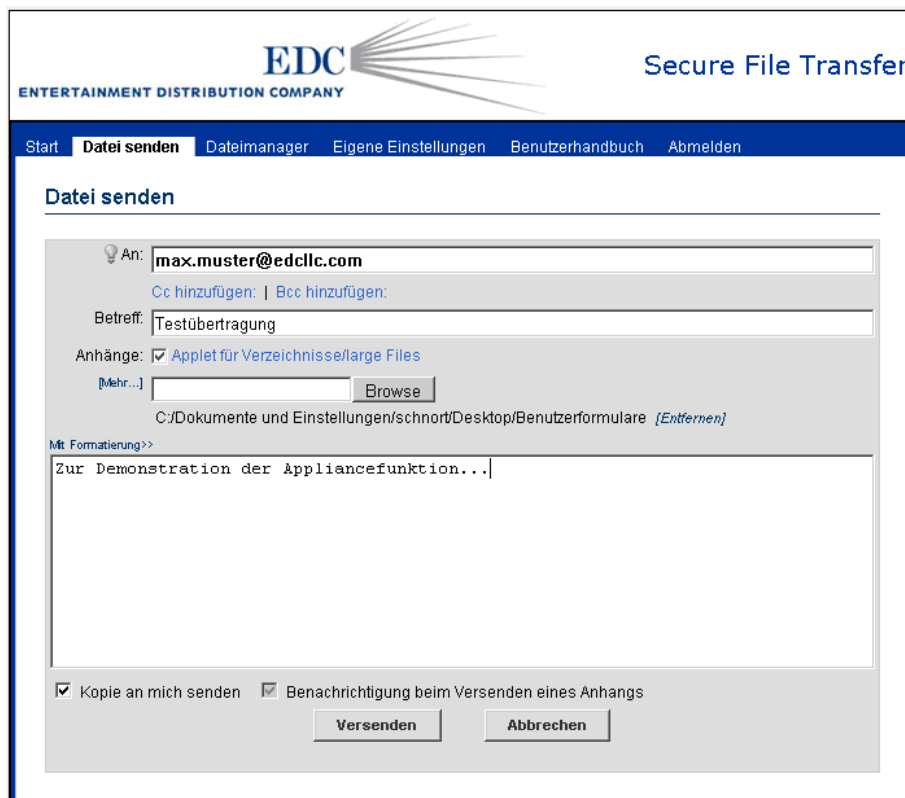 EDC
ENTERTAINMENT DISTRIBUTION COMPANY
Secure File Transfer
Start Datei senden Dateimanager Eigene Einstellungen Benutzerhandbuch Abmelden
Datei senden
An: max.muster@edcllc.com
Cc hinzufügen: | Bcc hinzufügen:
Betreff: Testübertragung
Anhänge: Applet für Verzeichnisse/large Files
[Mehr...] Browse
C:/Dokumente und Einstellungen/schnort/Desktop/Benutzerformulare [Entfernen]
Mit Formatierung>>
Zur Demonstration der Appliancefunktion...
Kopie an mich senden Benachrichtigung beim Versenden eines Anhangs
Versenden Abbrechen